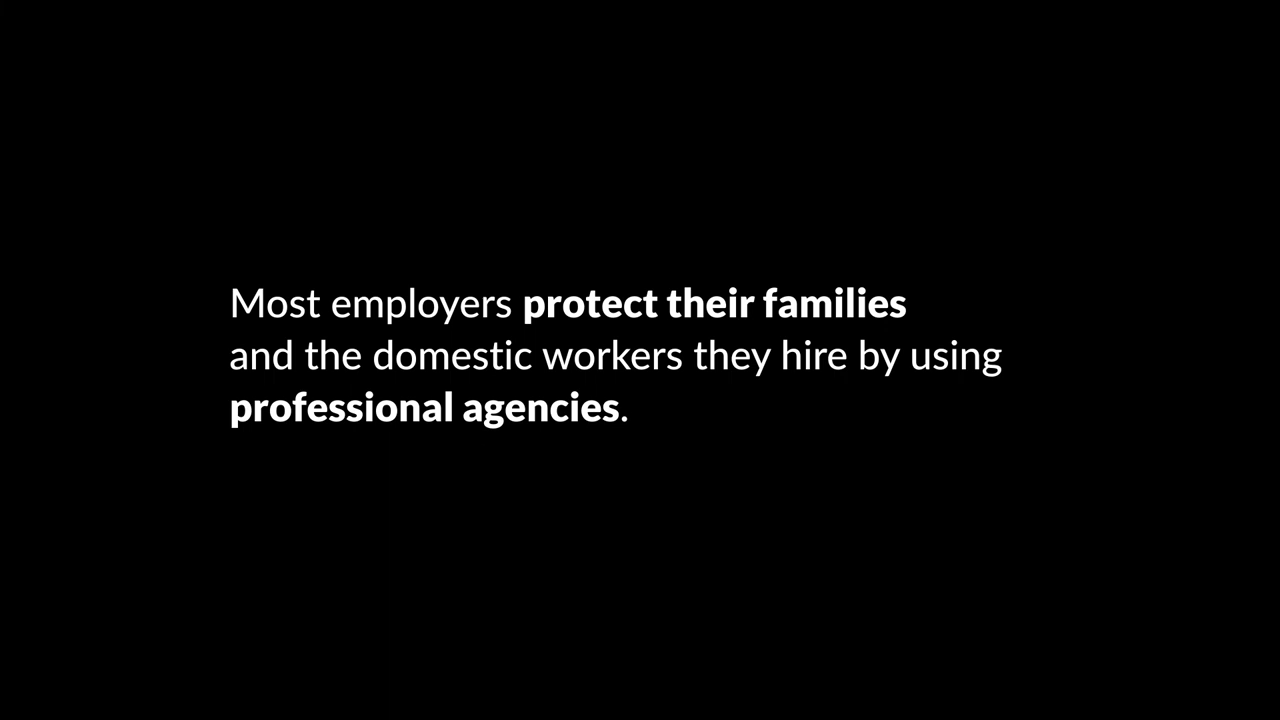 Most employers protect their families
and the domestic workers they hire by using
professional agencies.